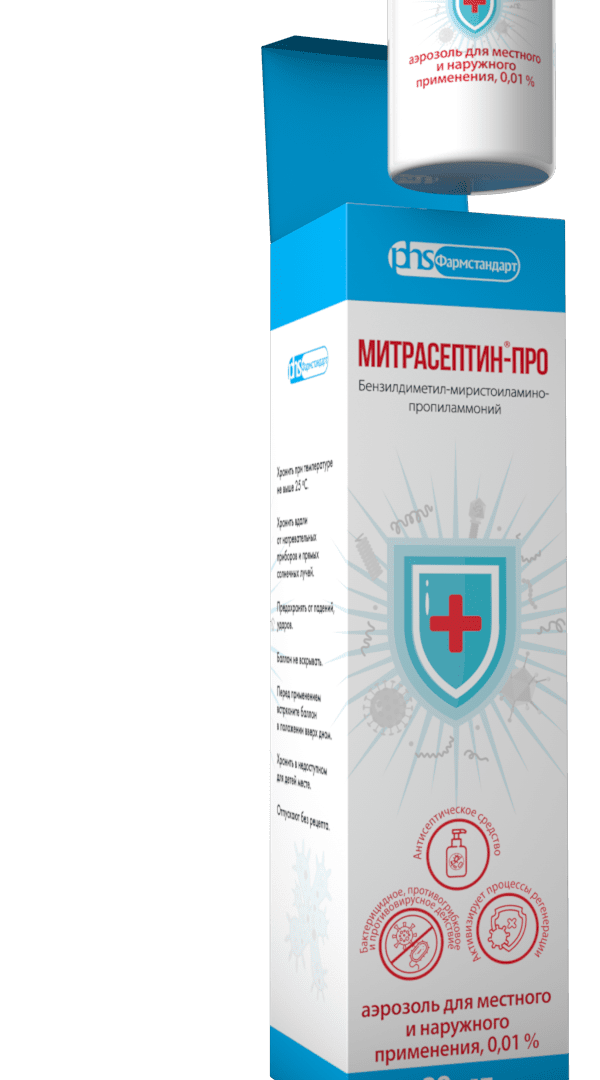 аэрозоль для местного
и наружного
применения, 0,01 %
phs Фармстандарт
МИТРАСЕПТИН®-ПРО
Бензилдиметил-миристоиламино-
пропиламмоний
phs Фармстандарт
Хранить при температуре
не выше 25 °С.
Хранить вдали
от нагревательных
приборов и прямых
солнечных лучей.
Предохранять от падений,
ударов.
Баллон не вскрывать.
Перед применением
встряхните баллон
в положении вверх дном.
Хранить в недоступном
для детей месте.
Отпускают без рецепта.
Антисептическое средство
Бактерицидное, противогрибковое
и противовирусное действие
Активизирует процессы регенерации
аэрозоль для местного
и наружного
применения, 0,01 %